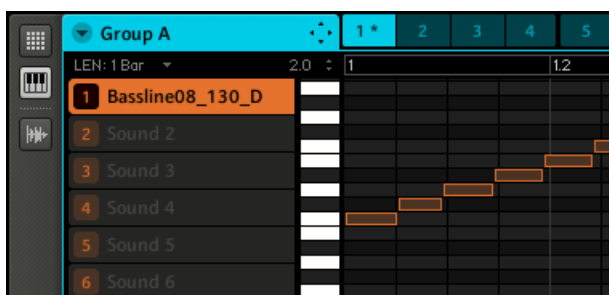 Group A 1* 2 3 4 5
LEN: 1 Bar 2.0 1 1.2
1 Bassline08_130_D
2 Sound 2
3 Sound 3
4 Sound 4
5 Sound 5
6 Sound 6